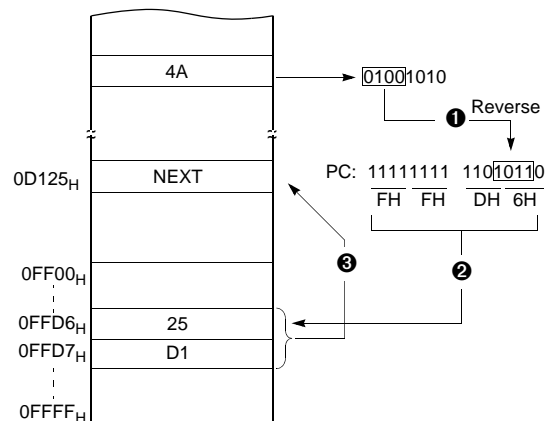 4A
01001010
❶ Reverse
0D125H
NEXT
PC: 11111111 11010110
FH FH DH 6H
❸
❷
0FF00H
0FFD6H
25
0FFD7H
D1
0FFFFH